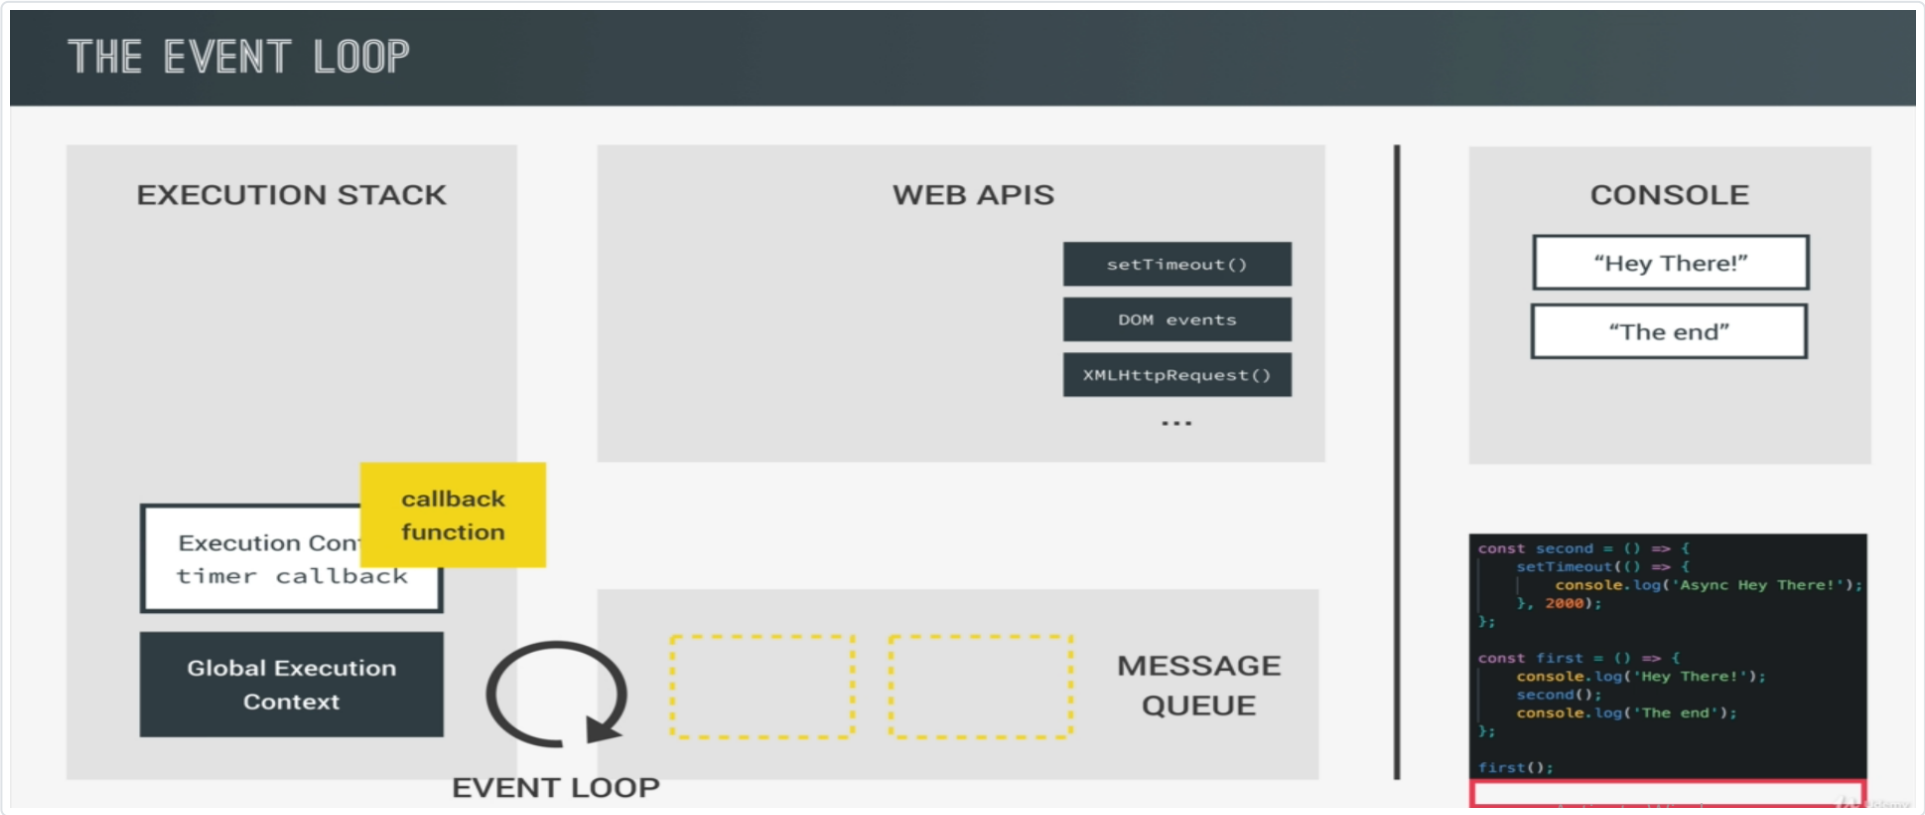 THE EVENT LOOP
EXECUTION STACK
callback
function
Execution Con
timer callback
Global Execution
Context
EVENT LOOP
WEB APIS
setTimeout()
DOM events
XMLHttpRequest()
...
MESSAGE
QUEUE
CONSOLE
“Hey There!”
“The end”
const second = () => {
    setTimeout(() => {
        console.log('Async Hey There!');
    }, 2000);
};
const first = () => {
    console.log('Hey There!');
    second();
    console.log('The end');
};
first();